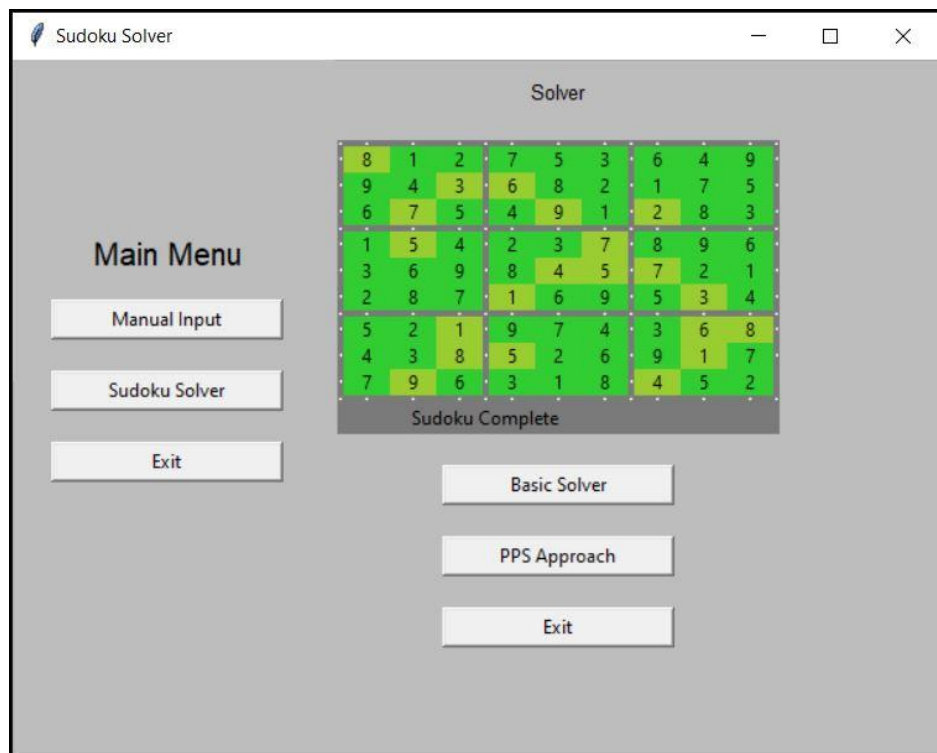 Sudoku Solver
Solver
8 1 2 7 5 3 6 4 9
9 4 3 6 8 2 1 7 5
6 7 5 4 9 1 2 8 3
1 5 4 2 3 7 8 9 6
3 6 9 8 4 5 7 2 1
2 8 7 1 6 9 5 3 4
5 2 1 9 7 4 3 6 8
4 3 8 5 2 6 9 1 7
7 9 6 3 1 8 4 5 2
Sudoku Complete
Main Menu
Manual Input
Sudoku Solver
Exit
Basic Solver
PPS Approach
Exit